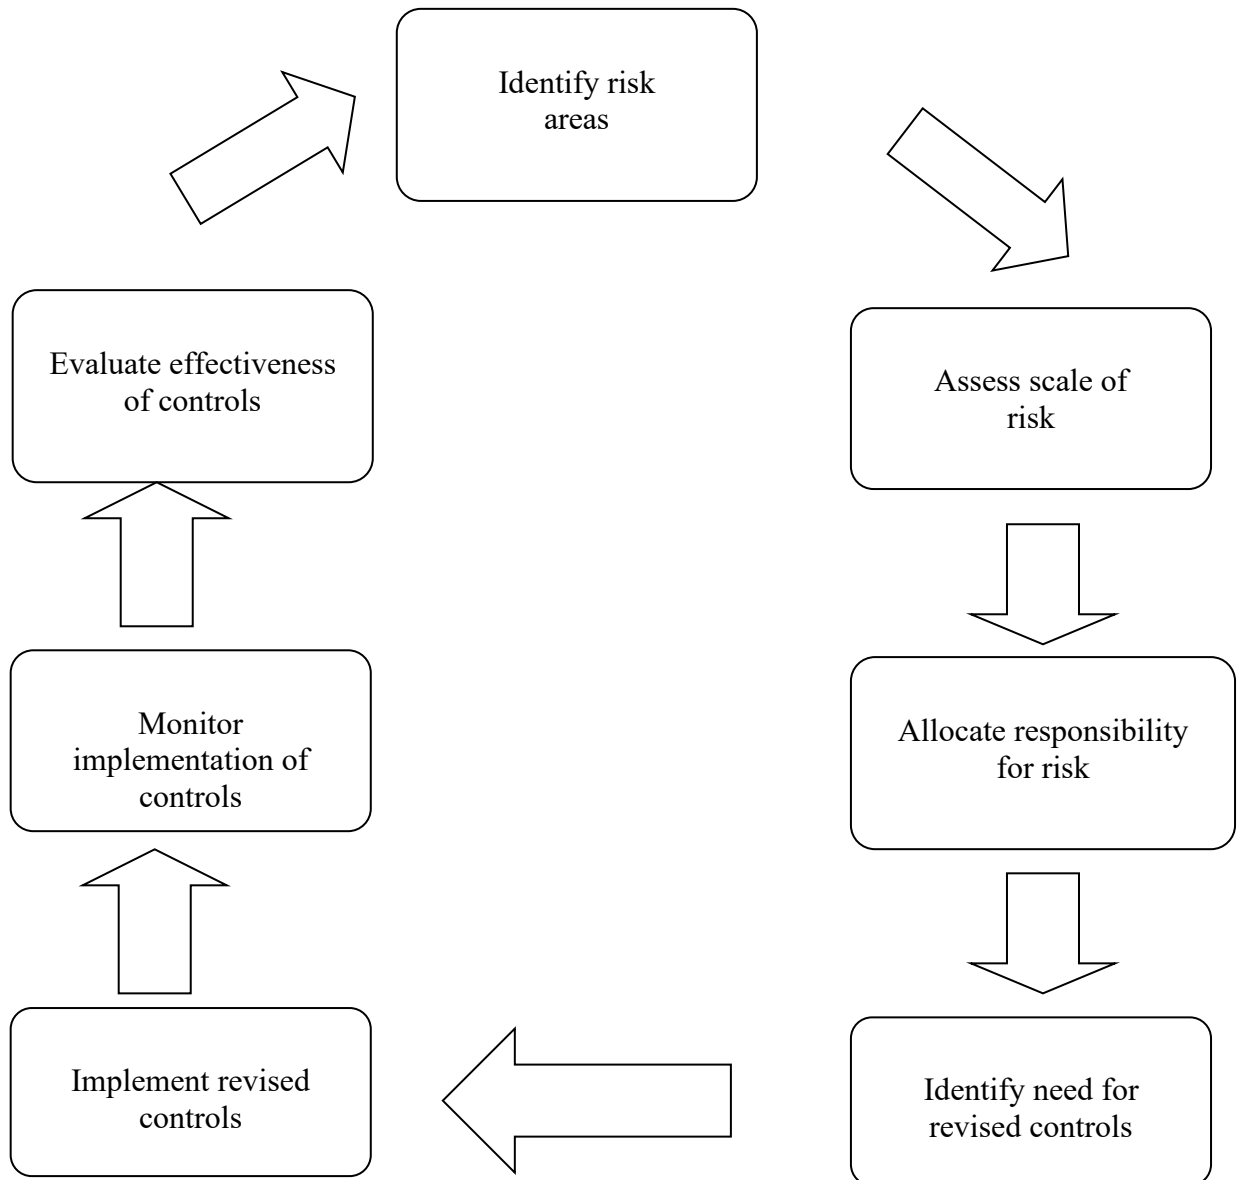 Identify risk
areas
Assess scale of
risk
Allocate responsibility
for risk
Identify need for
revised controls
Implement revised
controls
Monitor
implementation of
controls
Evaluate effectiveness
of controls